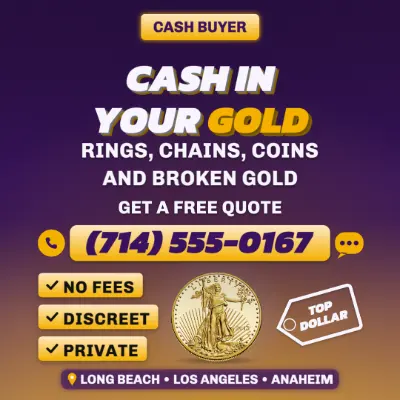 CASH BUYER
CASH IN
YOUR GOLD
RINGS, CHAINS, COINS
AND BROKEN GOLD
GET A FREE QUOTE
(714) 555-0167
NO FEES
DISCREET
PRIVATE
LIBERTY
TOP
DOLLAR
LONG BEACH • LOS ANGELES • ANAHEIM